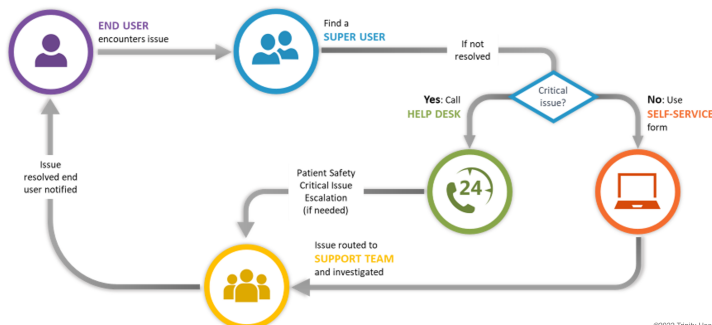 END USER
encounters issue
Find a
SUPER USER
If not
resolved
Critical
issue?
Yes: Call
HELP DESK
No: Use
SELF-SERVICE
form
24
Issue
resolved end
user notified
Patient Safety
Critical Issue
Escalation
(if needed)
Issue routed to
SUPPORT TEAM
and investigated